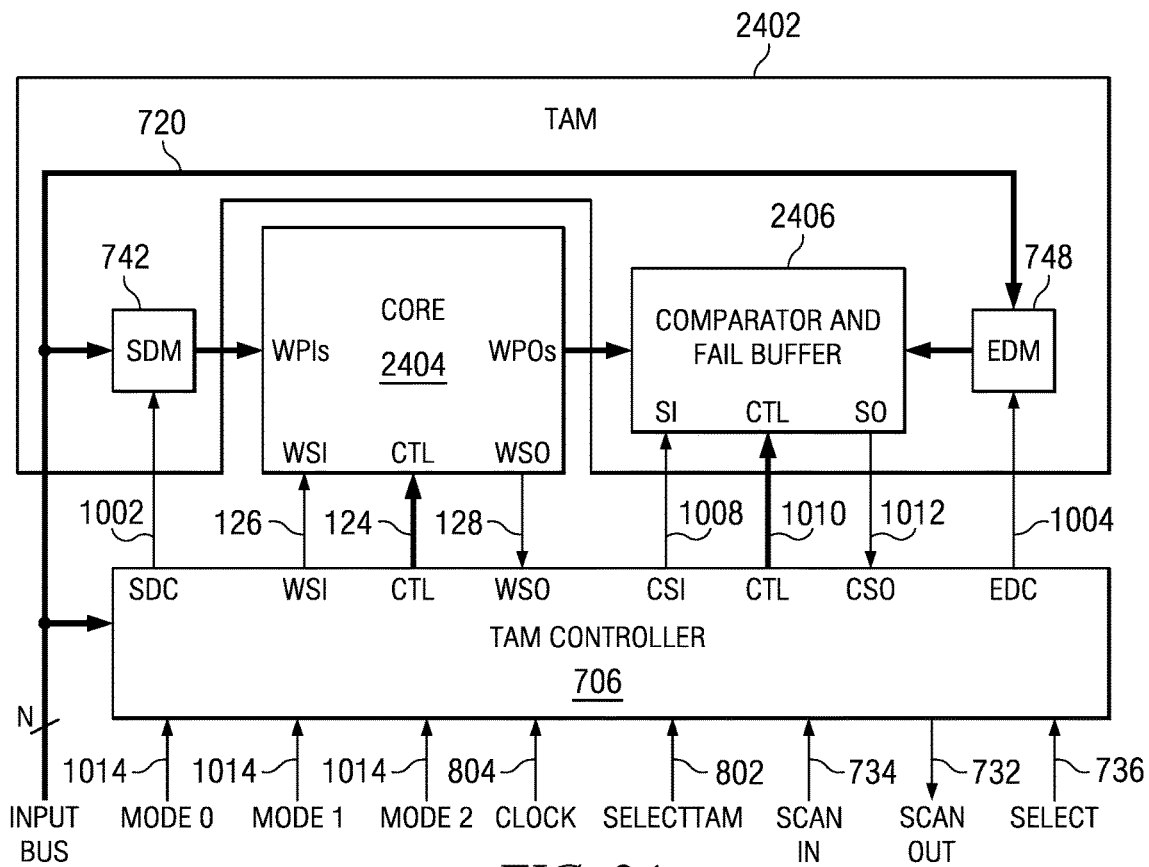 2402
TAM
720
2406
742
748
CORE
2404
COMPARATOR AND
FAIL BUFFER
SDM
WPIs
WPOs
EDM
SI
CTL
SO
WSI
CTL
WSO
1002
126
124
128
1008
1010
1012
1004
SDC
WSI
CTL
WSO
CSI
CTL
CSO
EDC
TAM CONTROLLER
706
N
1014
1014
1014
804
802
734
732
736
INPUT
BUS
MODE 0
MODE 1
MODE 2
CLOCK
SELECTTAM
SCAN
IN
SCAN
OUT
SELECT